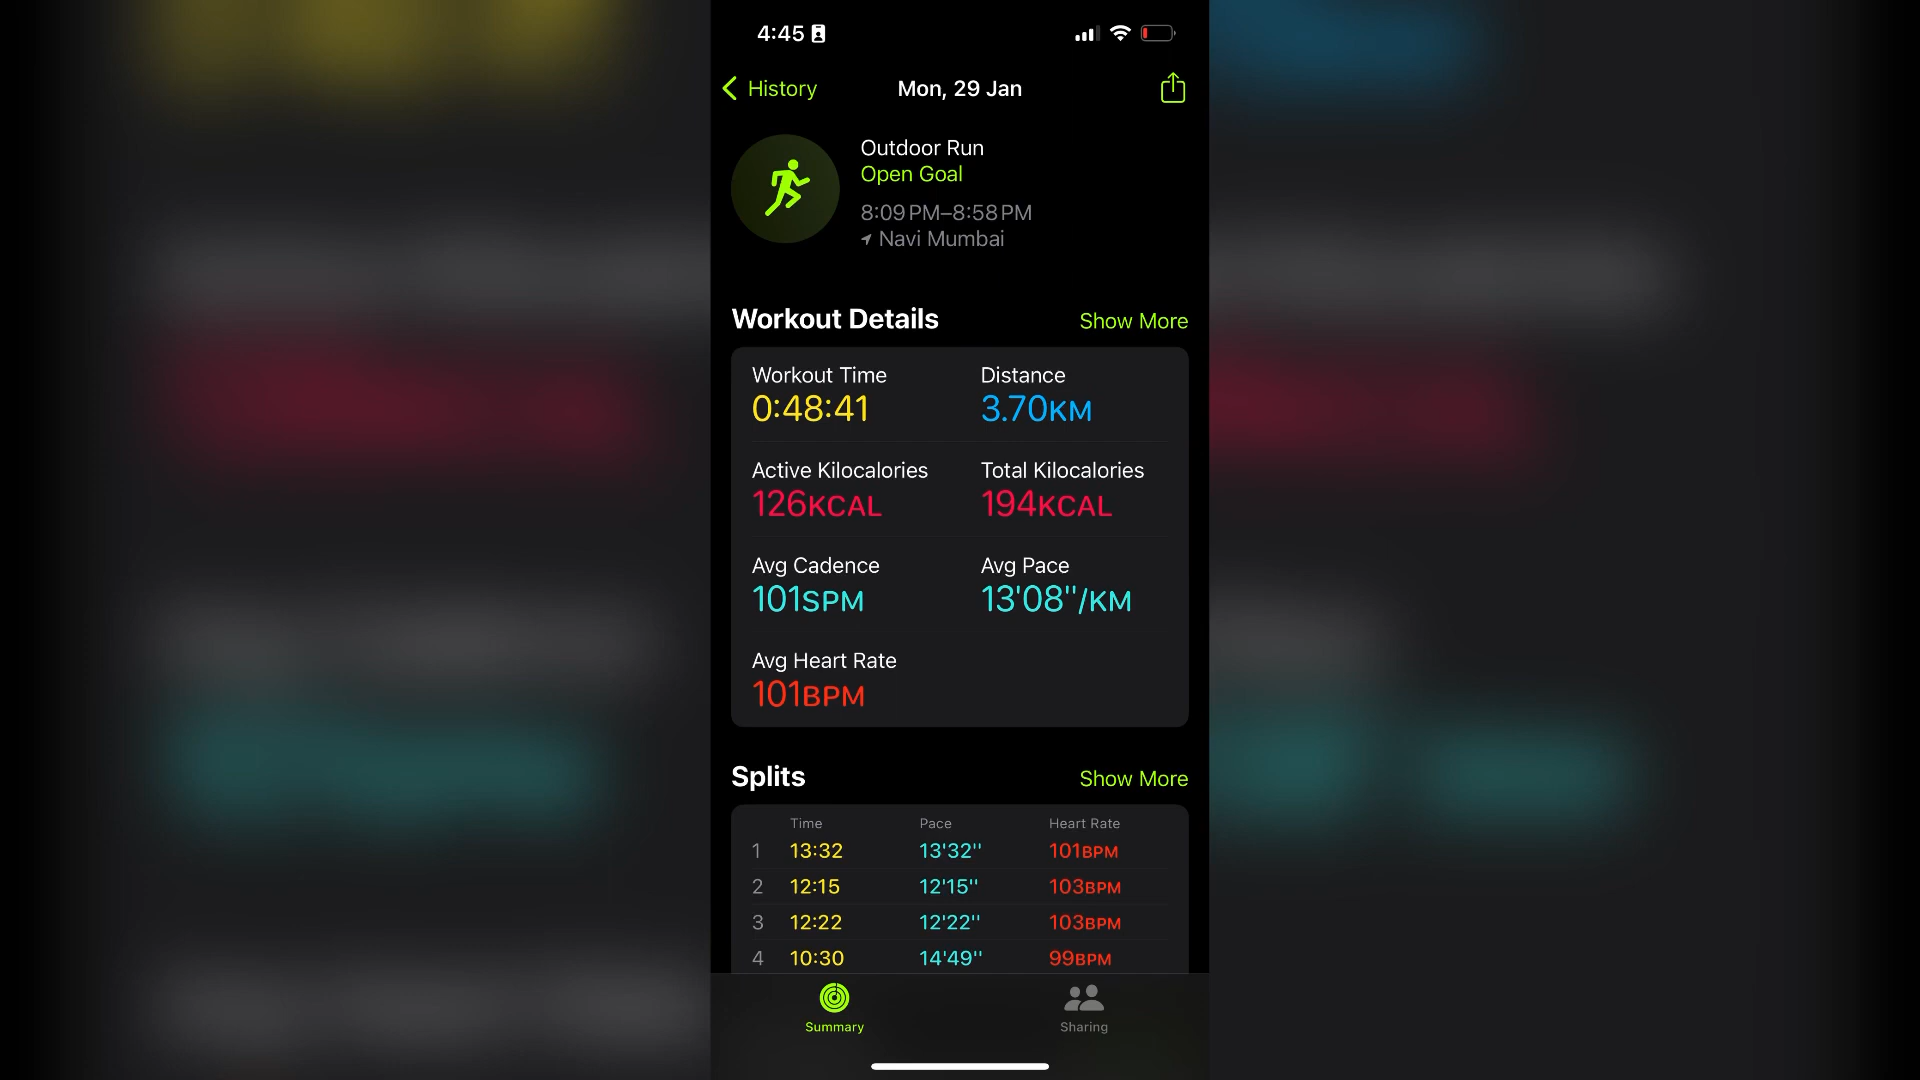 4:45
History
Mon, 29 Jan
Outdoor Run
Open Goal
8:09 PM–8:58 PM
Navi Mumbai
Workout Details
Show More
Workout Time
Distance
0:48:41
3.70KM
Active Kilocalories
Total Kilocalories
126KCAL
194KCAL
Avg Cadence
Avg Pace
101SPM
13'08''/KM
Avg Heart Rate
101BPM
Splits
Show More
Time Pace Heart Rate
1 13:32 13'32'' 101BPM
2 12:15 12'15'' 103BPM
3 12:22 12'22'' 103BPM
4 10:30 14'49'' 99BPM
Summary
Sharing